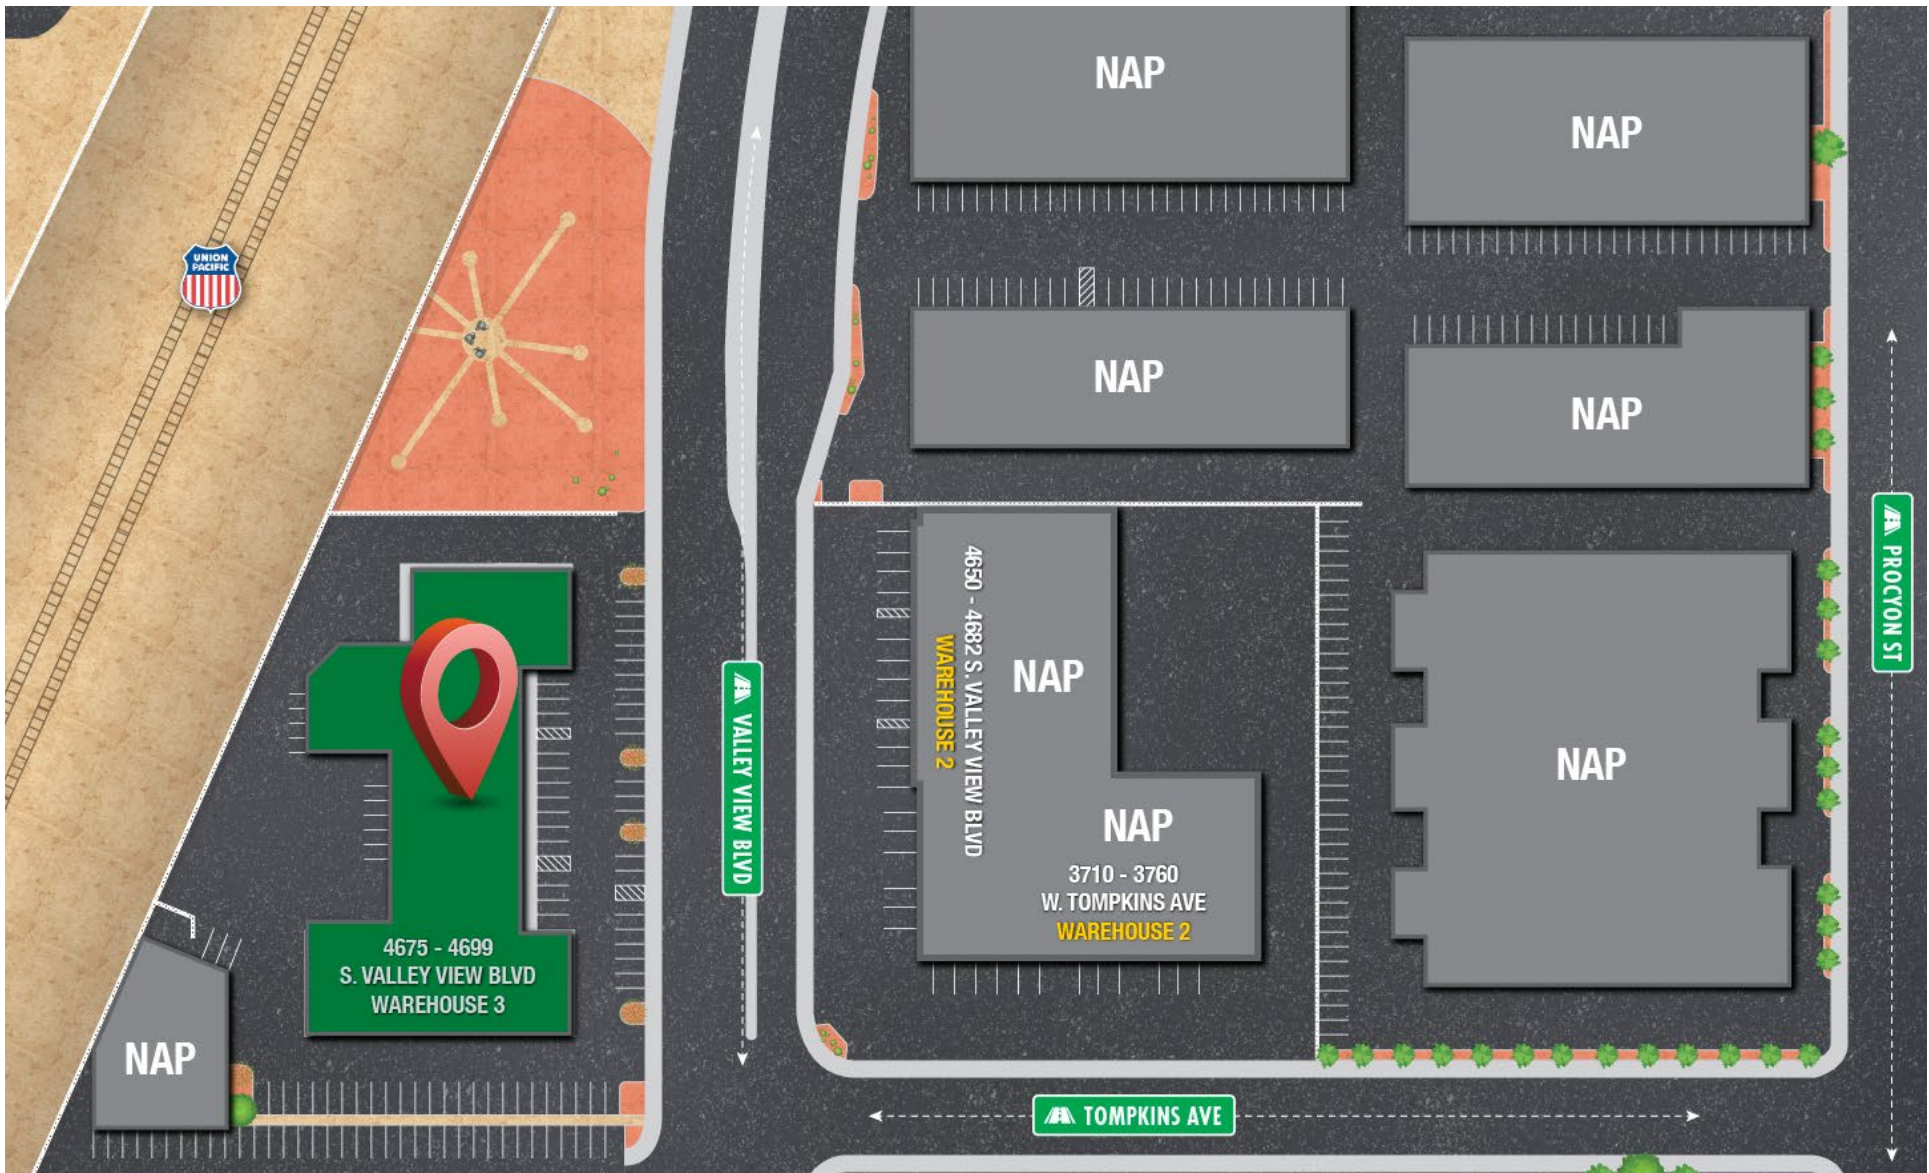 NAP
NAP
UNION
PACIFIC
NAP
NAP
4650 - 4682 S. VALLEY VIEW BLVD
WAREHOUSE 2
NAP
PROCYON ST
VALLEY VIEW BLVD
NAP
NAP
3710 - 3760
W. TOMPKINS AVE
WAREHOUSE 2
4675 - 4699
S. VALLEY VIEW BLVD
WAREHOUSE 3
NAP
TOMPKINS AVE